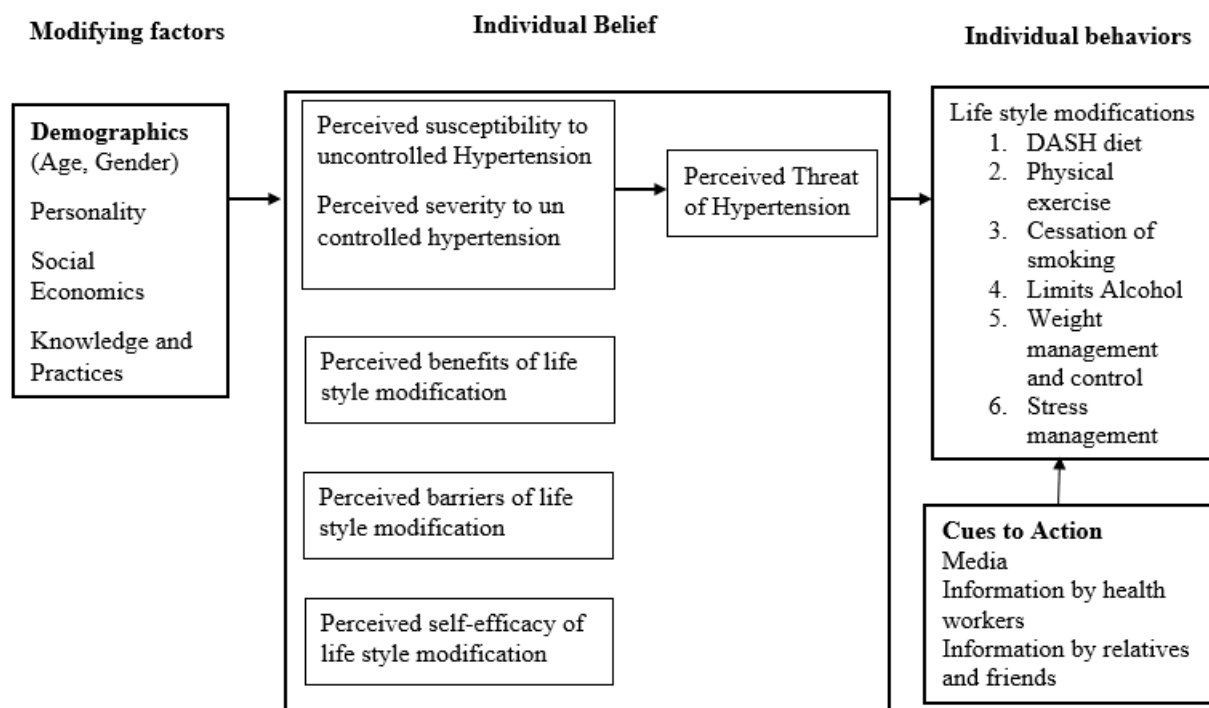 Modifying factors
Individual Belief
Individual behaviors
Demographics
(Age, Gender)
Personality
Social
Economics
Knowledge and
Practices
Perceived susceptibility to
uncontrolled Hypertension
Perceived severity to un
controlled hypertension
Perceived Threat
of Hypertension
Perceived benefits of life
style modification
Perceived barriers of life
style modification
Perceived self-efficacy of
life style modification
Life style modifications
1. DASH diet
2. Physical
exercise
3. Cessation of
smoking
4. Limits Alcohol
5. Weight
management
and control
6. Stress
management
Cues to Action
Media
Information by health
workers
Information by relatives
and friends